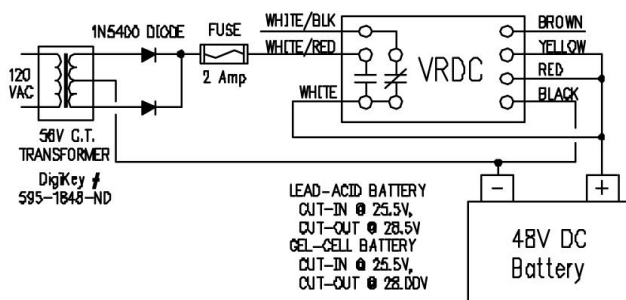 1N5400 DIODE
FUSE
2 Amp
120
VAC
56V C.T.
TRANSFORMER
DigiKey #
595-1848-ND
WHITE/BLK
WHITE/RED
WHITE
VRDC
BROWN
YELLOW
RED
BLACK
LEAD-ACID BATTERY
CUT-IN @ 25.5V,
CUT-OUT @ 28.5V
GEL-CELL BATTERY
CUT-IN @ 25.5V,
CUT-OUT @ 28.00V
-
+
48V DC
Battery